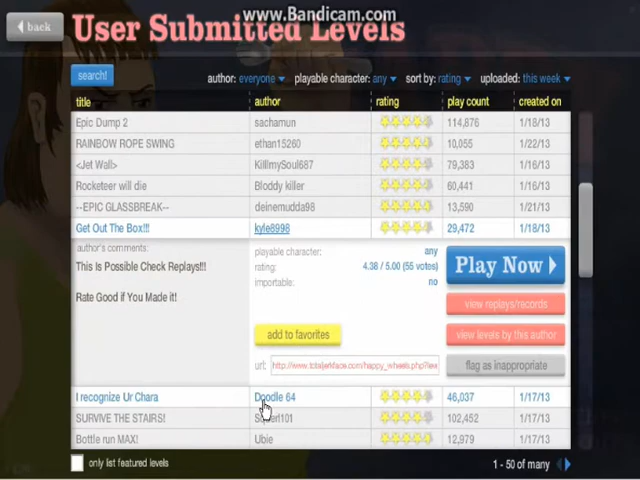 www.Bandicam.com
back
User Submitted Levels
search!
author: everyone playable character: any sort by: rating uploaded: this week
title author rating play count created on
Epic Dump 2 sachamun 114,876 1/18/13
RAINBOW ROPE SWING ethan15260 10,055 1/22/13
<Jet Wall> KillmySoul687 79,383 1/16/13
Rocketeer will die Bloddy killer 60,441 1/16/13
--EPIC GLASSBREAK-- deinemudda98 13,590 1/21/13
Get Out The Box!!! kyle8998 29,472 1/18/13
author's comments:
This Is Possible Check Replays!!!
Rate Good if You Made it!
playable character: any
rating: 4.38 / 5.00 (55 votes)
importable: no
Play Now
view replays/records
add to favorites
view levels by this author
url: http://www.totaljerkface.com/happy_wheels.php?
flag as inappropriate
I recognize Ur Chara Doodle 64 46,037 1/17/13
SURVIVE THE STAIRS! 102,452 1/17/13
Bottle run MAX! Ubie 12,979 1/17/13
only list featured levels
1 - 50 of many